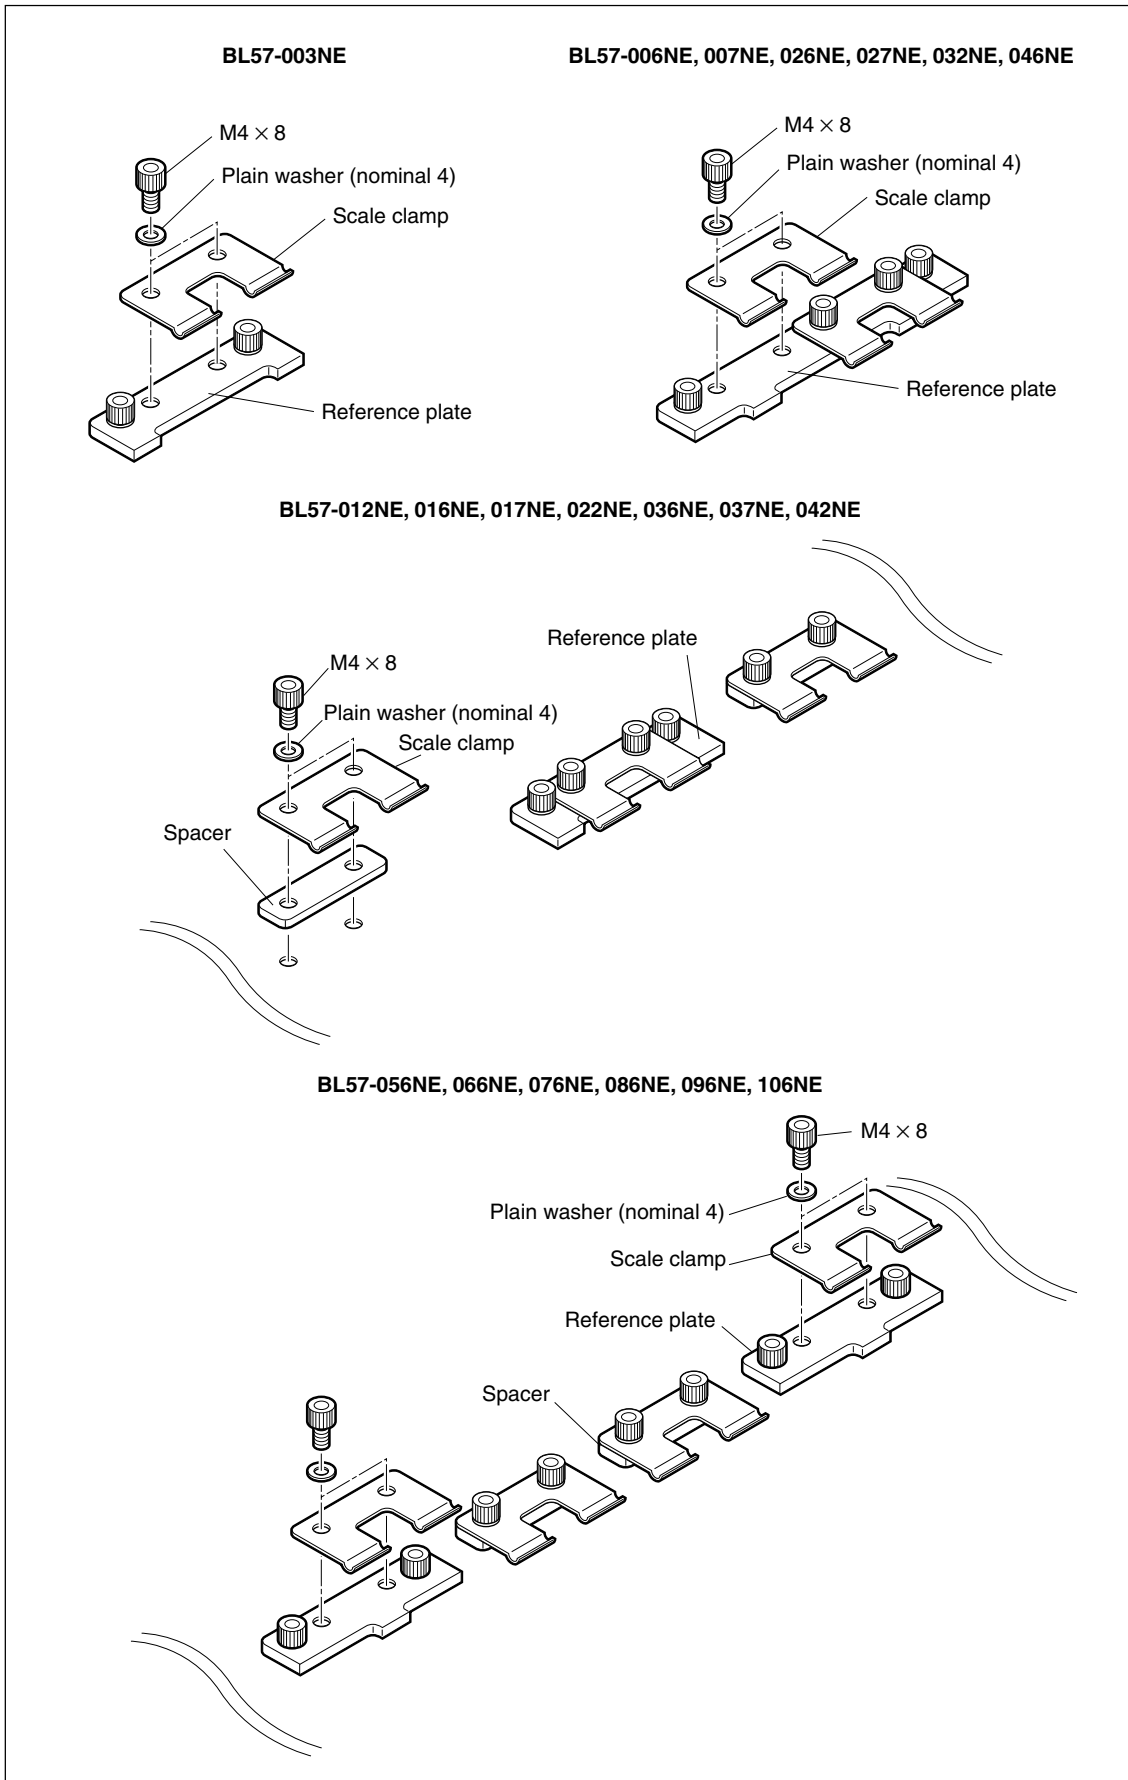 BL57-003NE
M4 × 8
Plain washer (nominal 4)
Scale clamp
Reference plate
BL57-006NE, 007NE, 026NE, 027NE, 032NE, 046NE
M4 × 8
Plain washer (nominal 4)
Scale clamp
Reference plate
BL57-012NE, 016NE, 017NE, 022NE, 036NE, 037NE, 042NE
Reference plate
M4 × 8
Plain washer (nominal 4)
Scale clamp
Spacer
BL57-056NE, 066NE, 076NE, 086NE, 096NE, 106NE
M4 × 8
Plain washer (nominal 4)
Scale clamp
Reference plate
Spacer